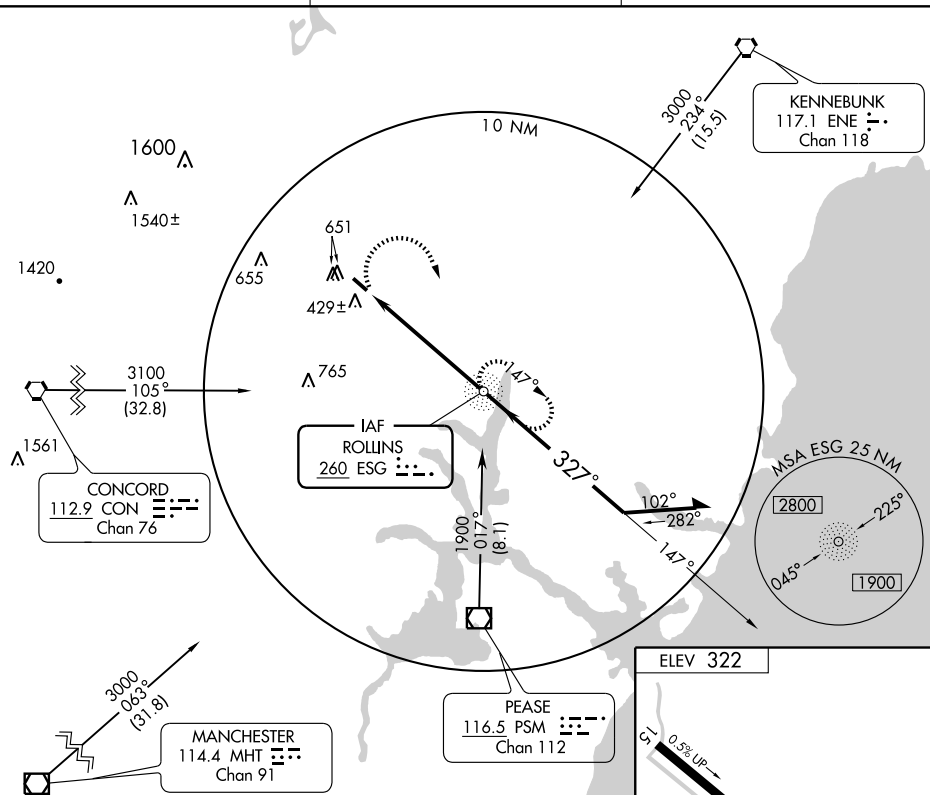 KENNEBUNK
117.1 ENE
Chan 118
3000
234°
(15.5)
10 NM
1600
1540±
1420
655
651
429±
765
3100
105°
(32.8)
1561
CONCORD
112.9 CON
Chan 76
IAF
ROLLINS
260 ESG
147°
327°
102°
282°
147°
1900
017°
(8.1)
MSA ESG 25 NM
2800
225°
045°
1900
3000
063°
(31.8)
MANCHESTER
114.4 MHT
Chan 91
PEASE
116.5 PSM
Chan 112
ELEV 322
15
0.5% UP